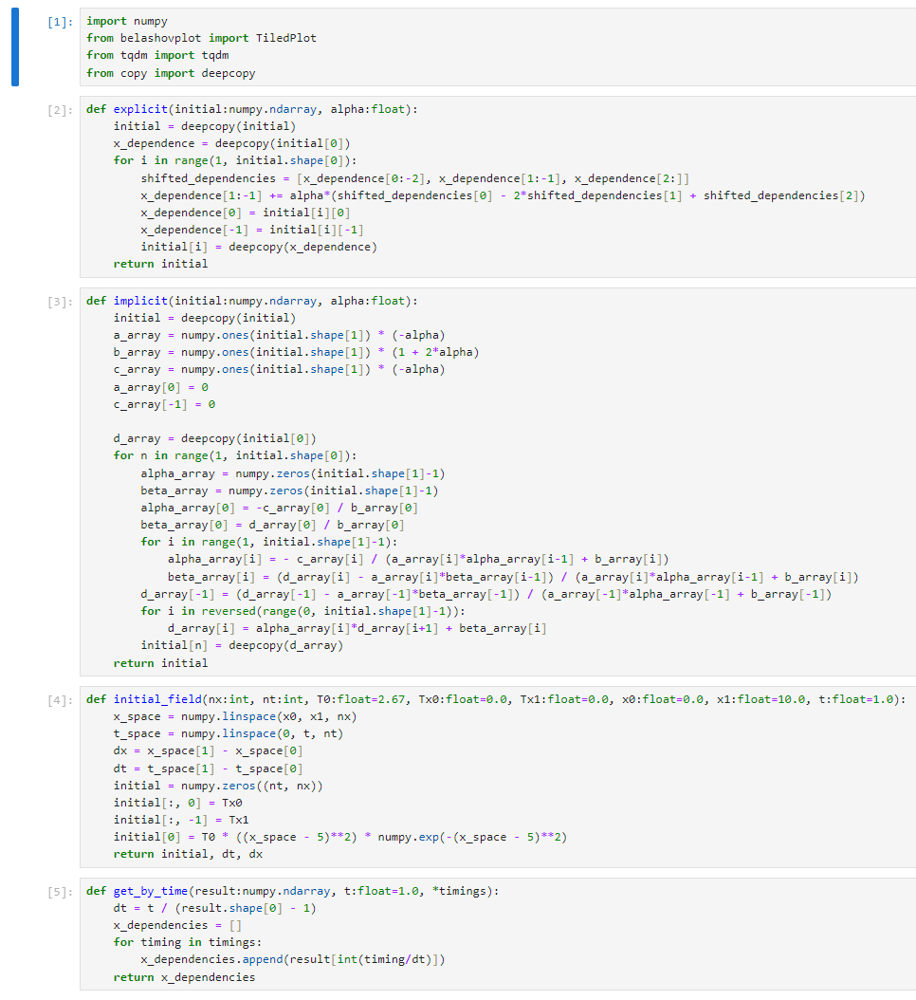 [1]:
import numpy
from belashovplot import TiledPlot
from tqdm import tqdm
from copy import deepcopy
[2]:
def explicit(initial:numpy.ndarray, alpha:float):
    initial = deepcopy(initial)
    x_dependence = deepcopy(initial[0])
    for i in range(1, initial.shape[0]):
        shifted_dependencies = [x_dependence[0:-2], x_dependence[1:-1], x_dependence[2:]]
        x_dependence[1:-1] += alpha*(shifted_dependencies[0] - 2*shifted_dependencies[1] + shifted_dependencies[2])
        x_dependence[0] = initial[i][0]
        x_dependence[-1] = initial[i][-1]
        initial[i] = deepcopy(x_dependence)
    return initial
[3]:
def implicit(initial:numpy.ndarray, alpha:float):
    initial = deepcopy(initial)
    a_array = numpy.ones(initial.shape[1]) * (-alpha)
    b_array = numpy.ones(initial.shape[1]) * (1 + 2*alpha)
    c_array = numpy.ones(initial.shape[1]) * (-alpha)
    a_array[0] = 0
    c_array[-1] = 0
    d_array = deepcopy(initial[0])
    for n in range(1, initial.shape[0]):
        alpha_array = numpy.zeros(initial.shape[1]-1)
        beta_array = numpy.zeros(initial.shape[1]-1)
        alpha_array[0] = -c_array[0] / b_array[0]
        beta_array[0] = d_array[0] / b_array[0]
        for i in range(1, initial.shape[1]-1):
            alpha_array[i] = - c_array[i] / (a_array[i]*alpha_array[i-1] + b_array[i])
            beta_array[i] = (d_array[i] - a_array[i]*beta_array[i-1]) / (a_array[i]*alpha_array[i-1] + b_array[i])
        d_array[-1] = (d_array[-1] - a_array[-1]*beta_array[-1]) / (a_array[-1]*alpha_array[-1] + b_array[-1])
        for i in reversed(range(0, initial.shape[1]-1)):
            d_array[i] = alpha_array[i]*d_array[i+1] + beta_array[i]
        initial[n] = deepcopy(d_array)
    return initial
[4]:
def initial_field(nx:int, nt:int, T0:float=2.67, Tx0:float=0.0, Tx1:float=0.0, x0:float=0.0, x1:float=10.0, t:float=1.0):
    x_space = numpy.linspace(x0, x1, nx)
    t_space = numpy.linspace(0, t, nt)
    dx = x_space[1] - x_space[0]
    dt = t_space[1] - t_space[0]
    initial = numpy.zeros((nt, nx))
    initial[:, 0] = Tx0
    initial[:, -1] = Tx1
    initial[0] = T0 * ((x_space - 5)**2) * numpy.exp(-(x_space - 5)**2)
    return initial, dt, dx
[5]:
def get_by_time(result:numpy.ndarray, t:float=1.0, *timings):
    dt = t / (result.shape[0] - 1)
    x_dependencies = []
    for timing in timings:
        x_dependencies.append(result[int(timing/dt)])
    return x_dependencies